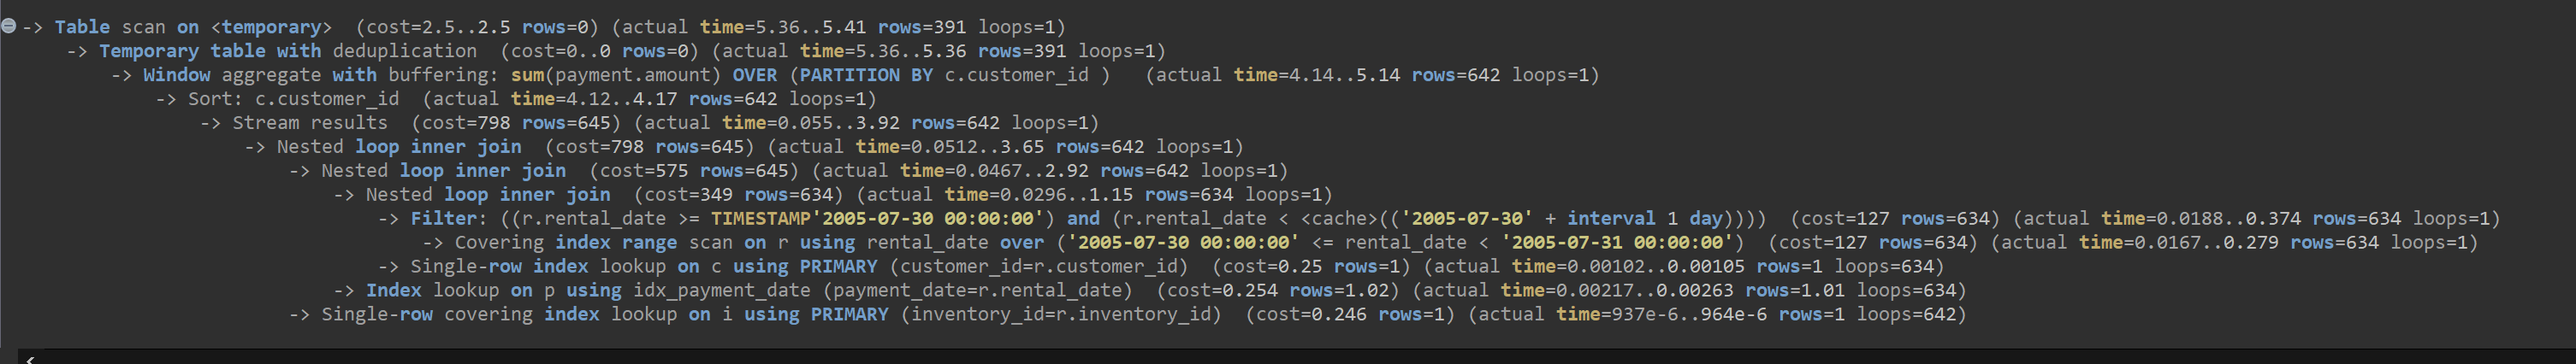 -> Table scan on <temporary>  (cost=2.5..2.5 rows=0) (actual time=5.36..5.41 rows=391 loops=1)
-> Temporary table with deduplication  (cost=0..0 rows=0) (actual time=5.36..5.36 rows=391 loops=1)
-> Window aggregate with buffering: sum(payment.amount) OVER (PARTITION BY c.customer_id )   (actual time=4.14..5.14 rows=642 loops=1)
-> Sort: c.customer_id  (actual time=4.12..4.17 rows=642 loops=1)
-> Stream results  (cost=798 rows=645) (actual time=0.055..3.92 rows=642 loops=1)
-> Nested loop inner join  (cost=798 rows=645) (actual time=0.0512..3.65 rows=642 loops=1)
-> Nested loop inner join  (cost=575 rows=645) (actual time=0.0467..2.92 rows=642 loops=1)
-> Nested loop inner join  (cost=349 rows=634) (actual time=0.0296..1.15 rows=634 loops=1)
-> Filter: ((r.rental_date >= TIMESTAMP'2005-07-30 00:00:00') and (r.rental_date < <cache>(('2005-07-30' + interval 1 day))))  (cost=127 rows=634) (actual time=0.0188..0.374 rows=634 loops=1)
-> Covering index range scan on r using rental_date over ('2005-07-30 00:00:00' <= rental_date < '2005-07-31 00:00:00')  (cost=127 rows=634) (actual time=0.0167..0.279 rows=634 loops=1)
-> Single-row index lookup on c using PRIMARY (customer_id=r.customer_id)  (cost=0.25 rows=1) (actual time=0.00102..0.00105 rows=1 loops=634)
-> Index lookup on p using idx_payment_date (payment_date=r.rental_date)  (cost=0.254 rows=1.02) (actual time=0.00217..0.00263 rows=1.01 loops=634)
-> Single-row covering index lookup on i using PRIMARY (inventory_id=r.inventory_id)  (cost=0.246 rows=1) (actual time=937e-6..964e-6 rows=1 loops=642)